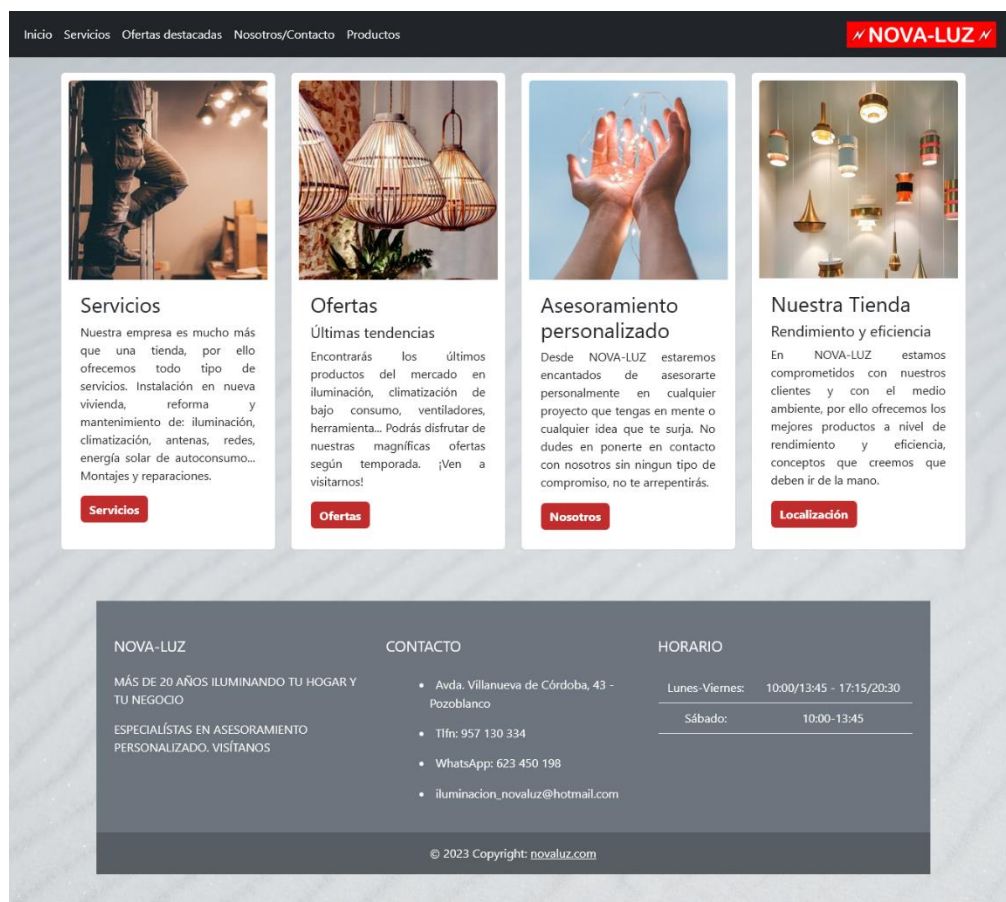 Inicio Servicios Ofertas destacadas Nosotros/Contacto Productos
NOVA-LUZ
Servicios
Nuestra empresa es mucho más
que una tienda, por ello
ofrecemos todo tipo de
servicios. Instalación en nueva
vivienda, reforma y
mantenimiento de: iluminación,
climatización, antenas, redes,
energía solar de autoconsumo...
Montajes y reparaciones.
Servicios
Ofertas
Últimas tendencias
Encontrarás los últimos
productos del mercado en
iluminación, climatización de
bajo consumo, ventiladores,
herramienta... Podrás disfrutar de
nuestras magníficas ofertas
según temporada. ¡Ven a
visitarnos!
Ofertas
Asesoramiento
personalizado
Desde NOVA-LUZ estaremos
encantados de asesorarte
personalmente en cualquier
proyecto que tengas en mente o
cualquier idea que te surja. No
dudes en ponerte en contacto
con nosotros sin ningun tipo de
compromiso, no te arrepentirás.
Nosotros
Nuestra Tienda
Rendimiento y eficiencia
En NOVA-LUZ estamos
comprometidos con nuestros
clientes y con el medio
ambiente, por ello ofrecemos los
mejores productos a nivel de
rendimiento y eficiencia,
conceptos que creemos que
deben ir de la mano.
Localización
NOVA-LUZ
MÁS DE 20 AÑOS ILUMINANDO TU HOGAR Y
TU NEGOCIO
ESPECIALÍSTAS EN ASESORAMIENTO
PERSONALIZADO. VISÍTANOS
CONTACTO
• Avda. Villanueva de Córdoba, 43 -
Pozoblanco
• Tlfn: 957 130 334
• WhatsApp: 623 450 198
• iluminacion_novaluz@hotmail.com
HORARIO
Lunes-Viernes: 10:00/13:45 - 17:15/20:30
Sábado: 10:00-13:45
© 2023 Copyright: novaluz.com